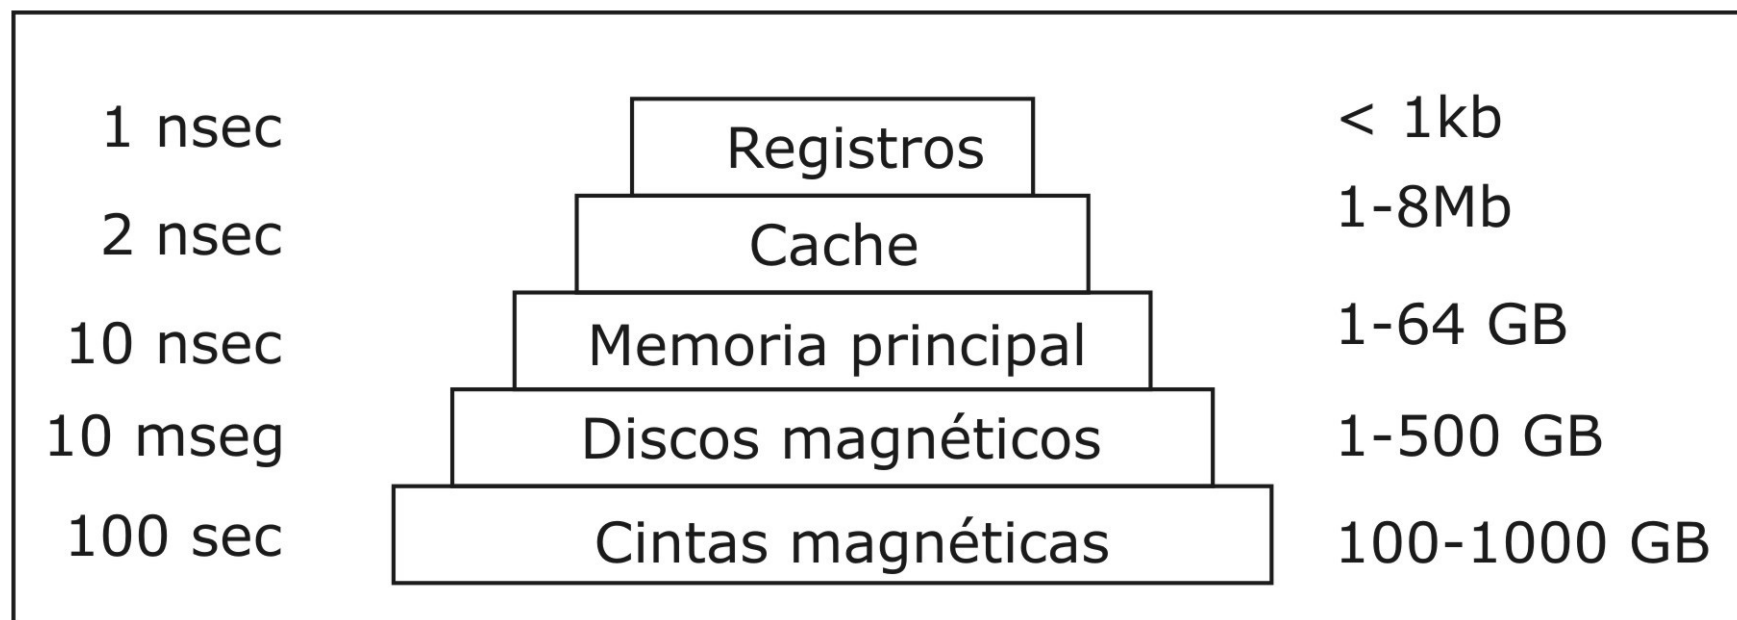 1 nsec Registros < 1kb
2 nsec Cache 1-8Mb
10 nsec Memoria principal 1-64 GB
10 mseg Discos magnéticos 1-500 GB
100 sec Cintas magnéticas 100-1000 GB